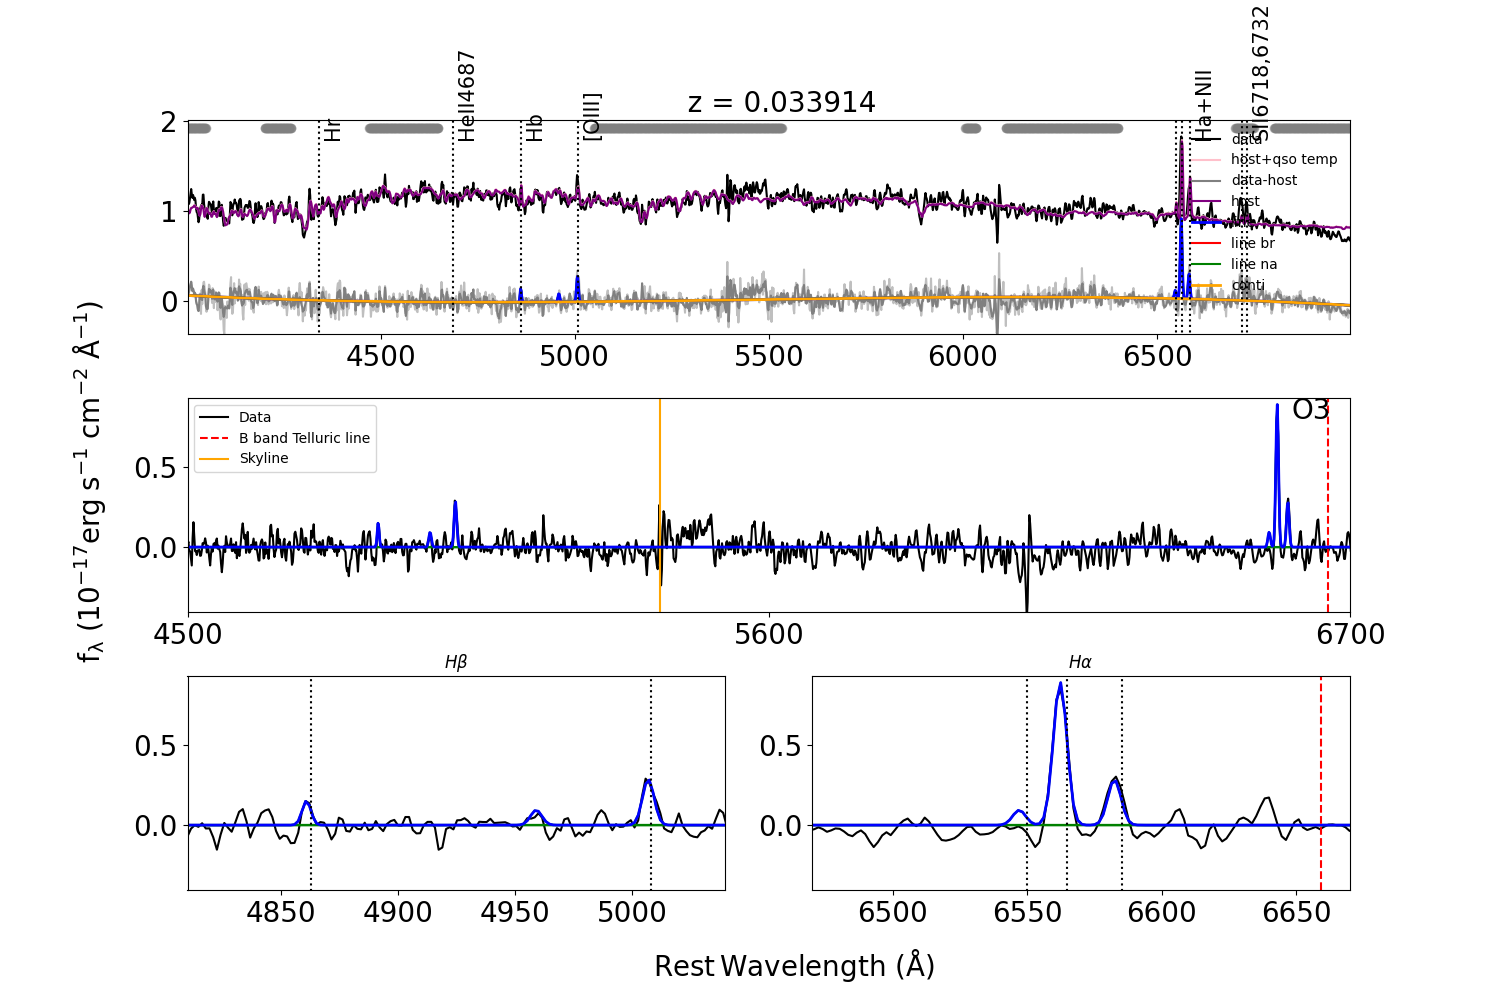 z = 0.033914
Hr
HeII4687
Hb
[OIII]
Ha+NII
SII6718,6732
data
host+qso temp
data-host
host
line br
line na
conti
2
1
0
4500
5000
5500
6000
6500
fλ (10⁻¹⁷erg s⁻¹ cm⁻² Å⁻¹)
Data
B band Telluric line
Skyline
O3
0.5
0.0
4500
5600
6700
Hβ
0.5
0.0
4850
4900
4950
5000
Hα
0.5
0.0
6500
6550
6600
6650
Rest Wavelength (Å)